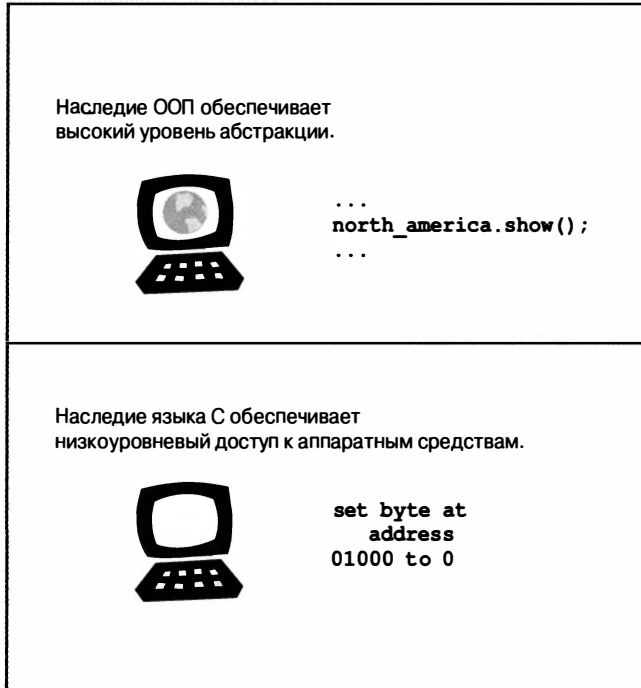 Наследие ООП обеспечивает
высокий уровень абстракции.
...
north_america.show();
...
Наследие языка С обеспечивает
низкоуровневый доступ к аппаратным средствам.
set byte at
address
01000 to 0